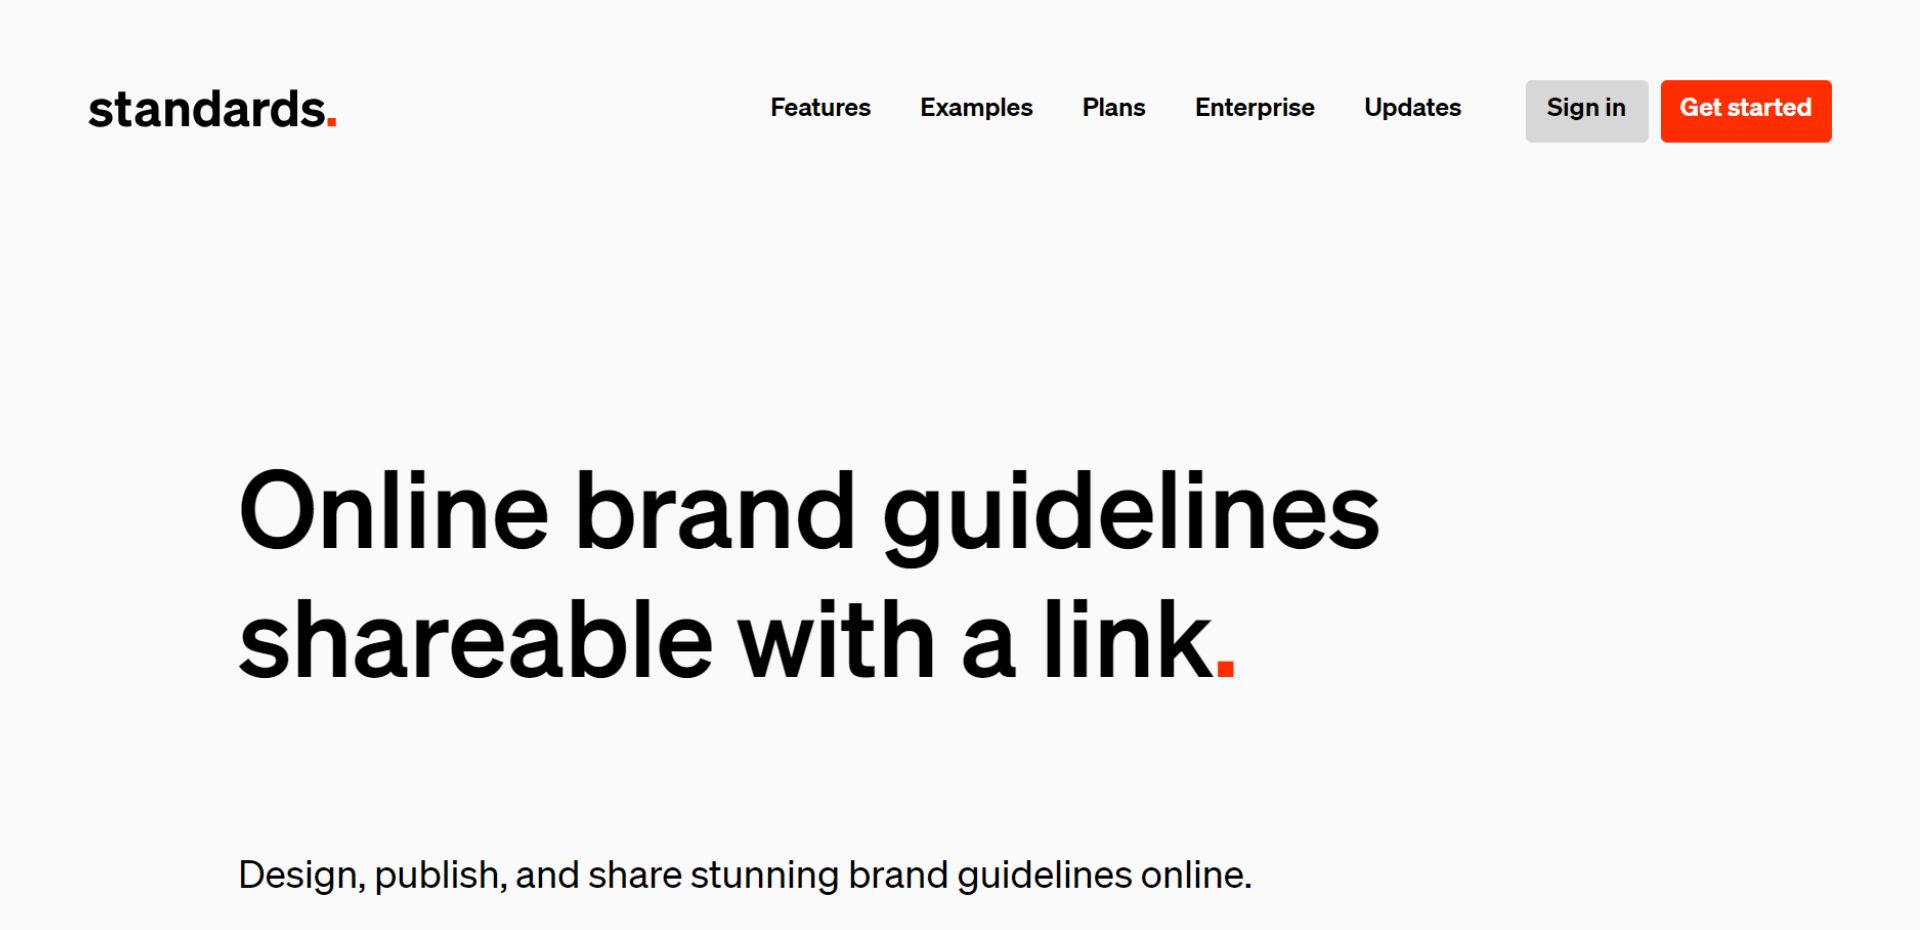 standards.
Features Examples Plans Enterprise Updates Sign in Get started
Online brand guidelines
shareable with a link.
Design, publish, and share stunning brand guidelines online.